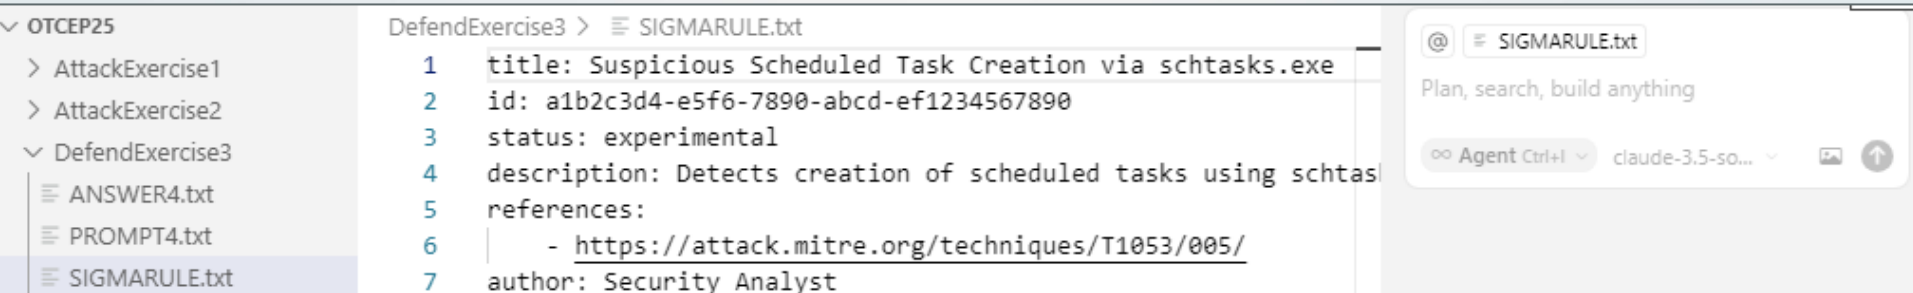 OTCEP25
AttackExercise1
AttackExercise2
DefendExercise3
ANSWER4.txt
PROMPT4.txt
SIGMARULE.txt
DefendExercise3 > SIGMARULE.txt
1 title: Suspicious Scheduled Task Creation via schtasks.exe
2 id: a1b2c3d4-e5f6-7890-abcd-ef1234567890
3 status: experimental
4 description: Detects creation of scheduled tasks using schtas
5 references:
6 - https://attack.mitre.org/techniques/T1053/005/
7 author: Security Analyst
@ SIGMARULE.txt
Plan, search, build anything
∞ Agent Ctrl+I claude-3.5-so...